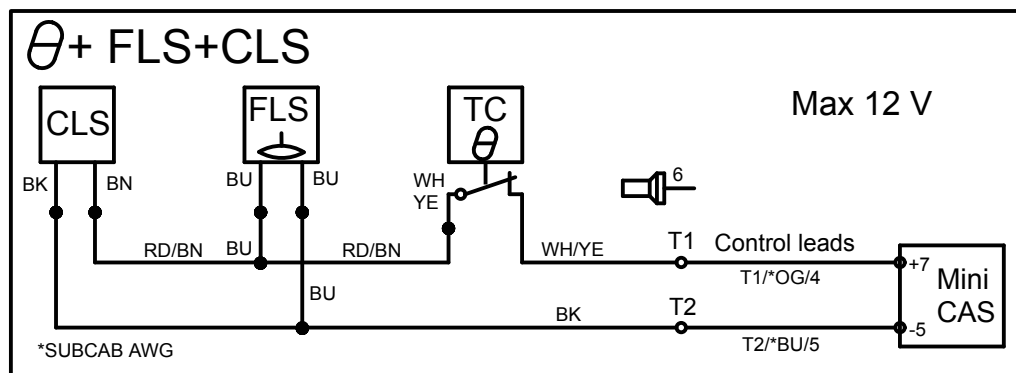 + FLS+CLS
CLS
FLS
TC
Max 12 V
BK
BN
BU
BU
WH
YE
6
RD/BN
BU
RD/BN
WH/YE
T1
Control leads
T1/*OG/4
+7
Mini
CAS
BU
BK
T2
-5
T2/*BU/5
*SUBCAB AWG